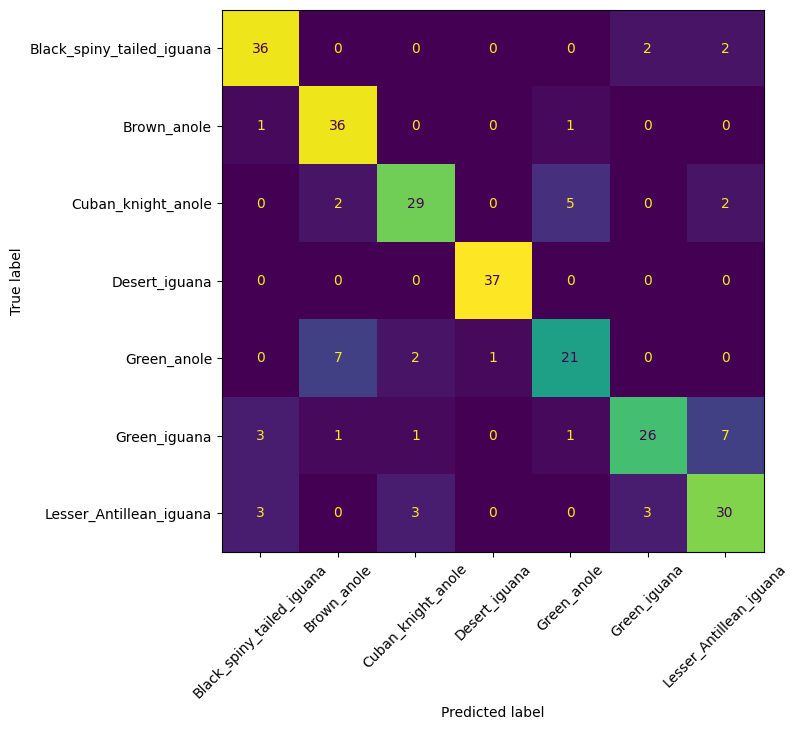 True label
Black_spiny_tailed_iguana 36 0 0 0 0 2 2
Brown_anole 1 36 0 0 1 0 0
Cuban_knight_anole 0 2 29 0 5 0 2
Desert_iguana 0 0 0 37 0 0 0
Green_anole 0 7 2 1 21 0 0
Green_iguana 3 1 1 0 1 26 7
Lesser_Antillean_iguana 3 0 3 0 0 3 30
Black_spiny_tailed_iguana
Brown_anole
Cuban_knight_anole
Desert_iguana
Green_anole
Green_iguana
Lesser_Antillean_iguana
Predicted label